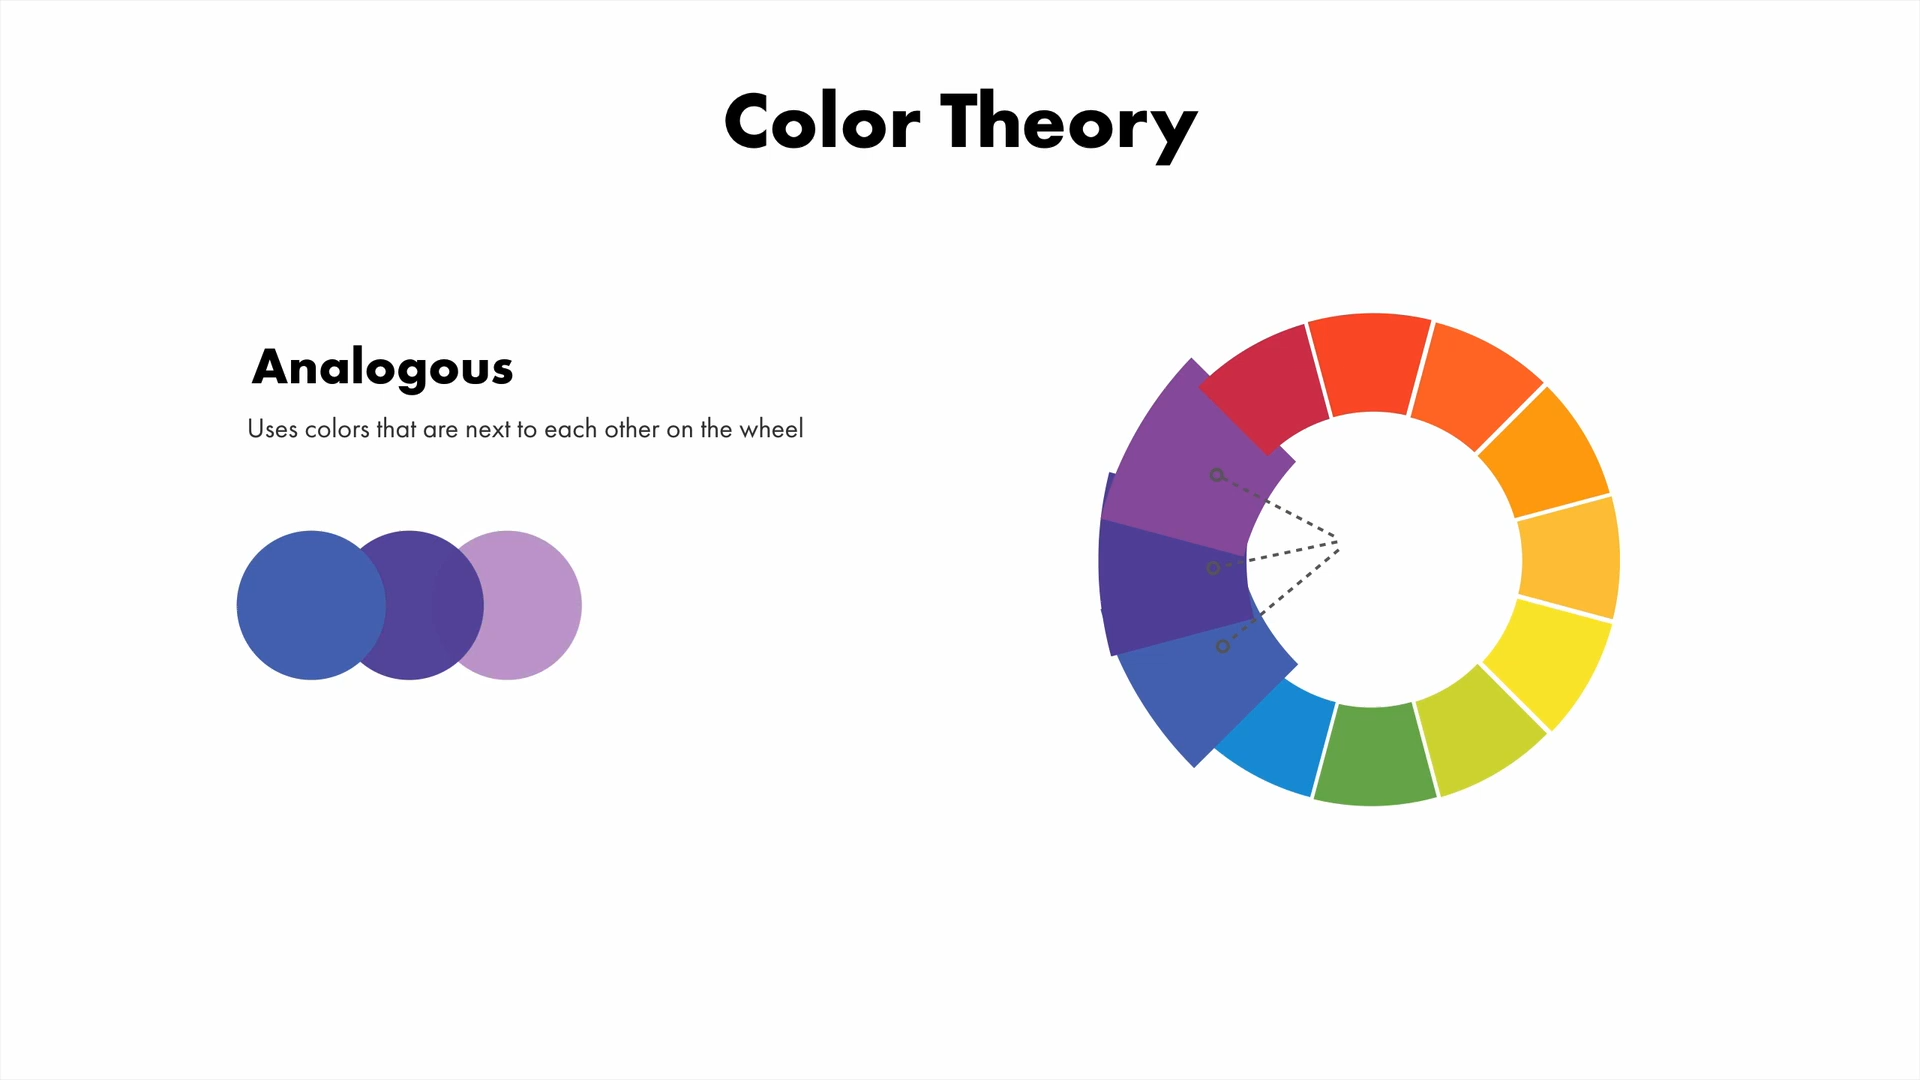 Color Theory
Analogous
Uses colors that are next to each other on the wheel